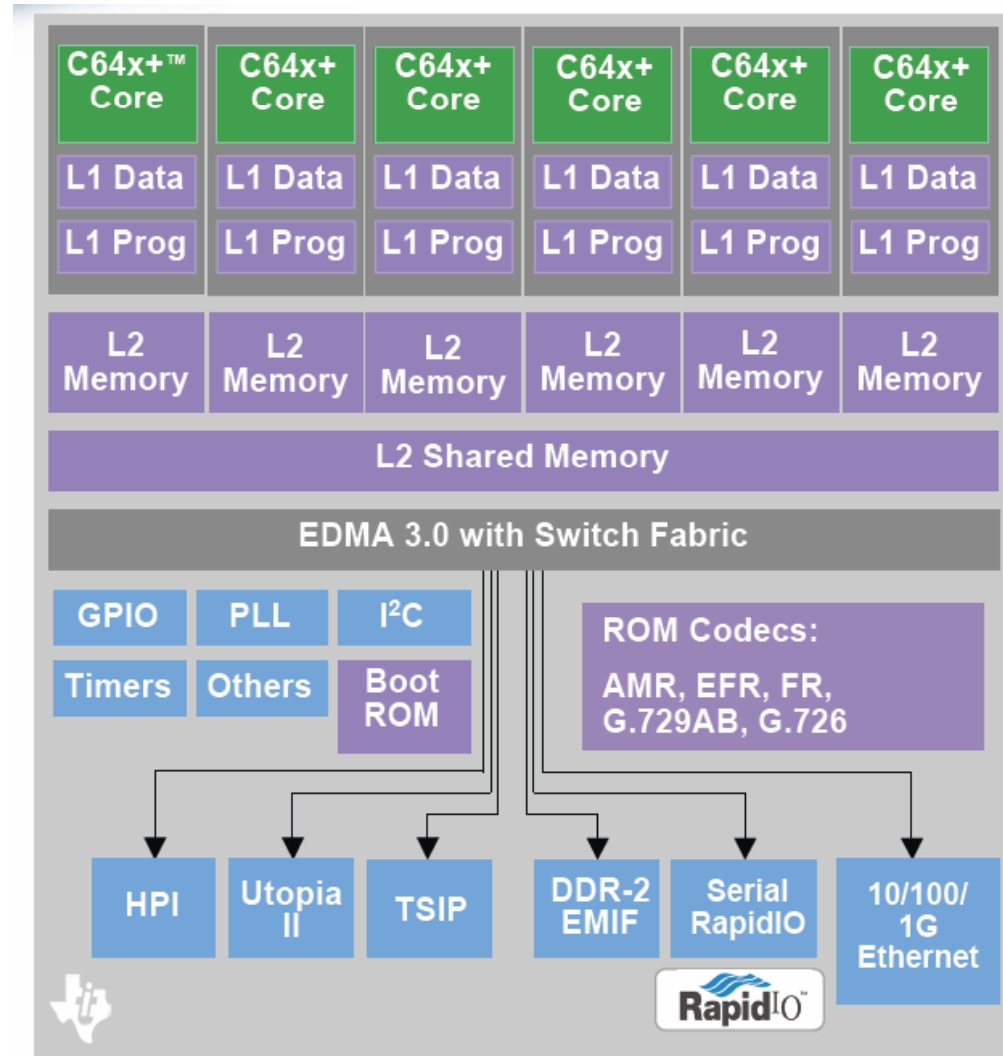 C64x+™ C64x+ C64x+ C64x+ C64x+ C64x+
Core Core Core Core Core Core
L1 Data L1 Data L1 Data L1 Data L1 Data L1 Data
L1 Prog L1 Prog L1 Prog L1 Prog L1 Prog L1 Prog
L2 L2 L2 L2 L2 L2
Memory Memory Memory Memory Memory Memory
L2 Shared Memory
EDMA 3.0 with Switch Fabric
GPIO PLL I²C
Timers Others Boot
ROM
ROM Codecs:
AMR, EFR, FR,
G.729AB, G.726
HPI
Utopia
II
TSIP
DDR-2
EMIF
Serial
RapidIO
10/100/
1G
Ethernet
RapidIO™